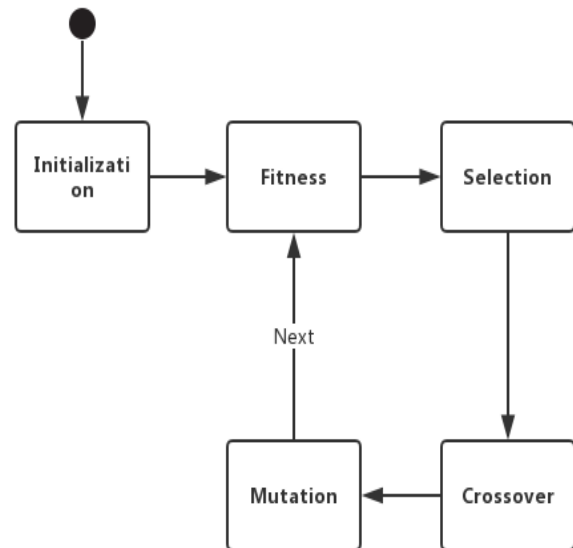 Initializati
on
Fitness
Selection
Next
Mutation
Crossover